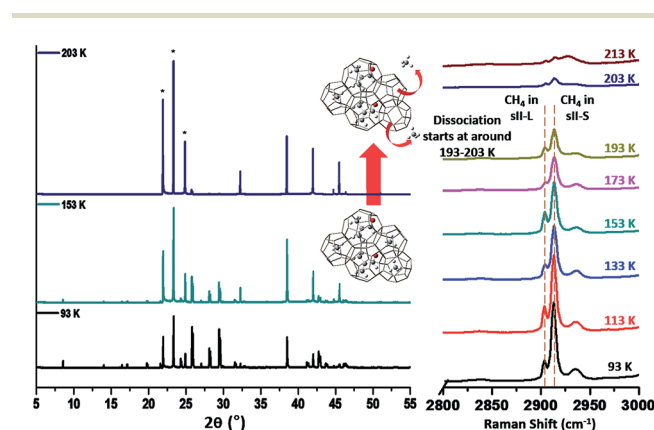 203 K
* * *
153 K
93 K
5 10 15 20 25 30 35 40 45 50 55
2θ (°)
Dissociation
starts at around
193-203 K
213 K
203 K
CH₄ in
sII-L
CH₄ in
sII-S
193 K
173 K
153 K
133 K
113 K
93 K
2800 2850 2900 2950 3000
Raman Shift (cm⁻¹)